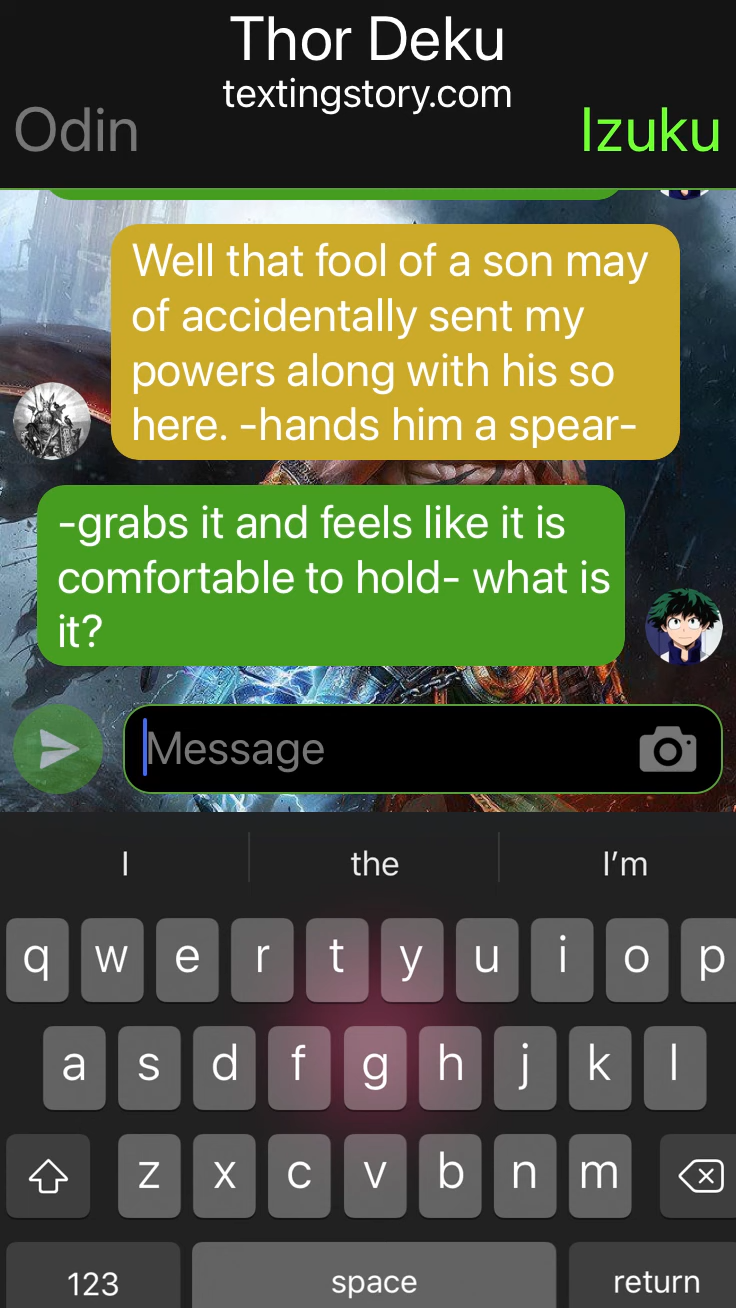 Thor Deku
textingstory.com
Odin
Izuku
Well that fool of a son may
of accidentally sent my
powers along with his so
here. -hands him a spear-
-grabs it and feels like it is
comfortable to hold- what is
it?
Message
I
the
I'm
q w e r t y u i o p
a s d f g h j k l
z x c v b n m
123
space
return